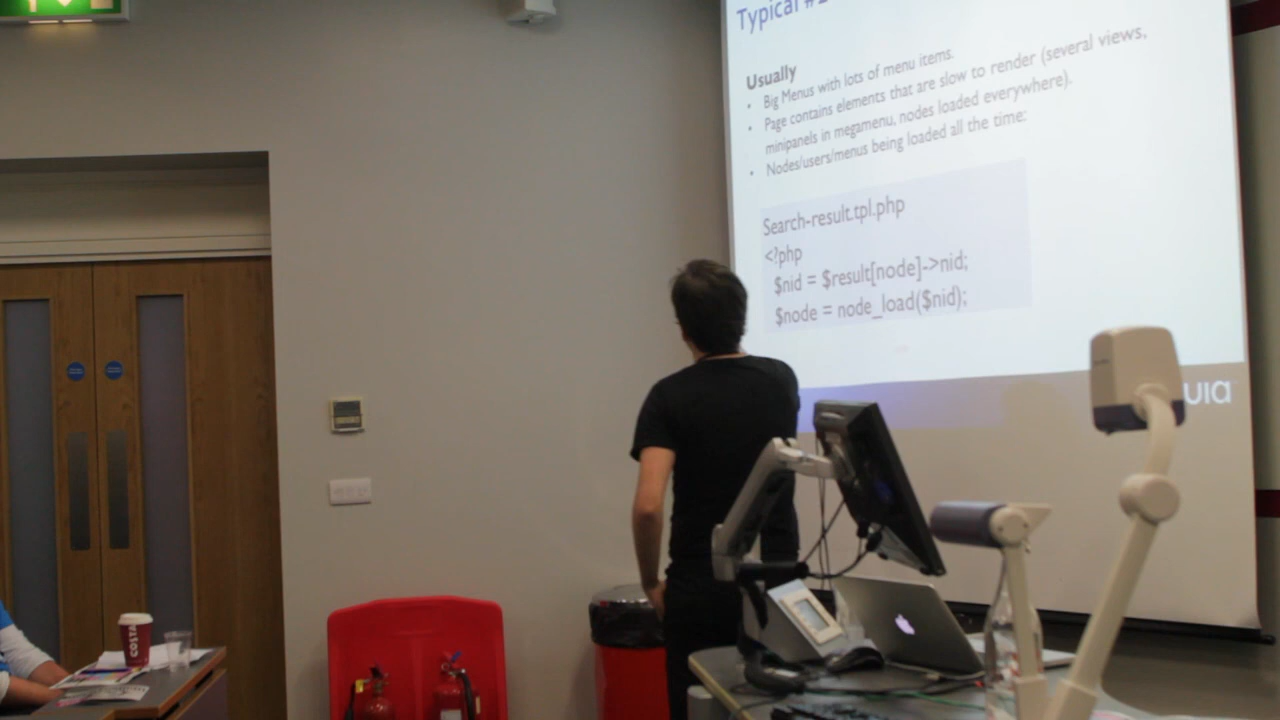 Typical #
Usually
• Big Menus with lots of menu items.
• Page contains elements that are slow to render (several views,
minipanels in megamenu, nodes loaded everywhere).
• Nodes/users/menus being loaded all the time:
Search-result.tpl.php
<?php
$nid = $result[node]->nid;
$node = node_load($nid);
uia
COSTA